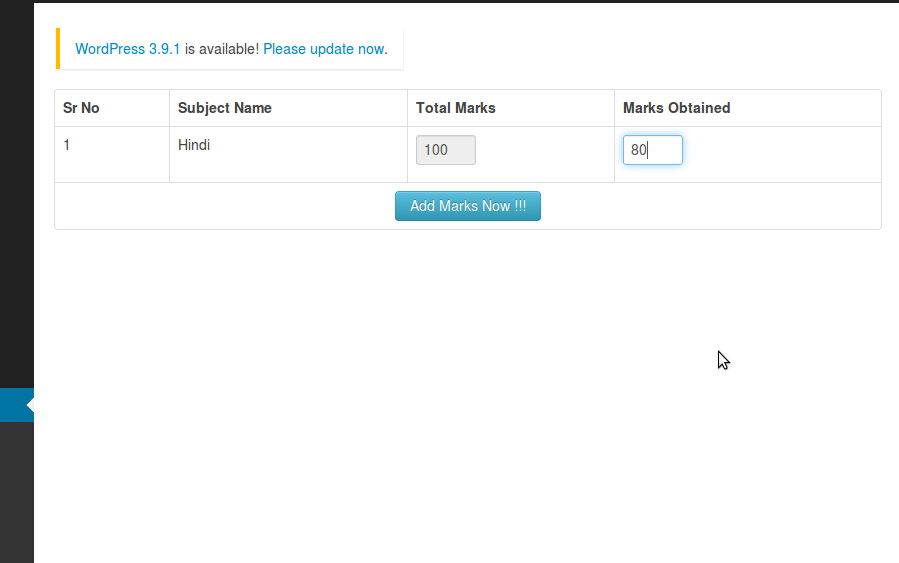 WordPress 3.9.1 is available! Please update now.
Sr No Subject Name Total Marks Marks Obtained
1 Hindi 100 80
Add Marks Now !!!